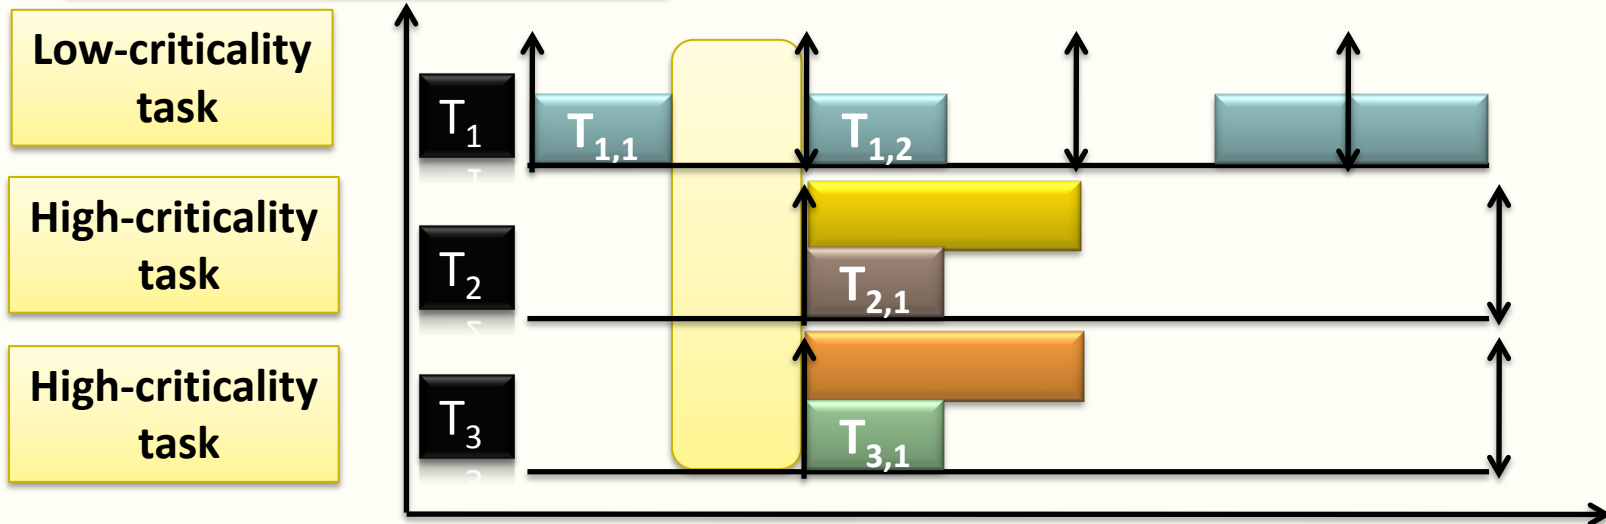 Low-criticality
task
T1
T1,1
T1,2
High-criticality
task
T2
T2,1
High-criticality
task
T3
T3,1